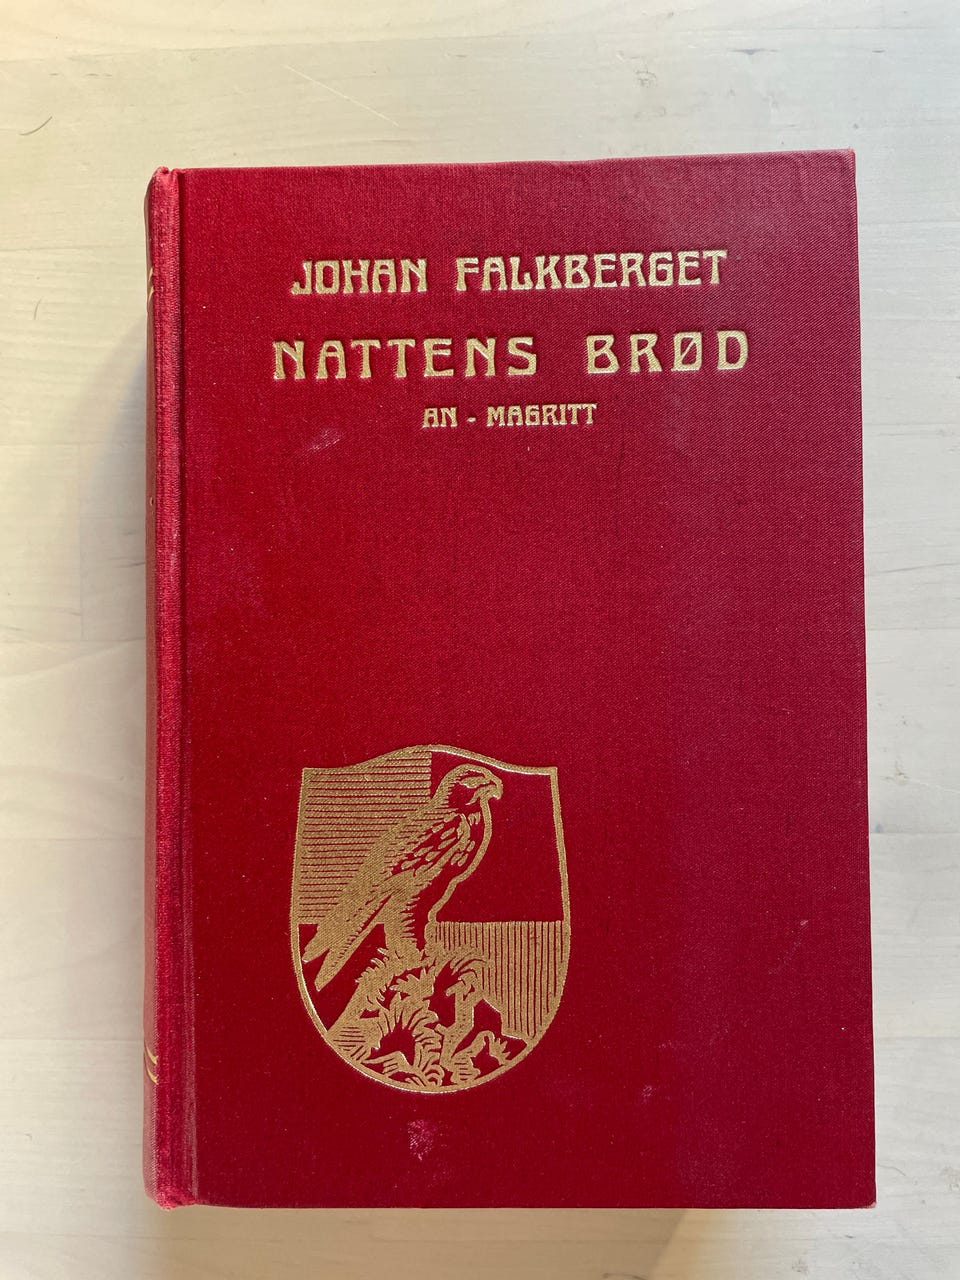 JOHAN FALKBERGET
NATTENS BRØD
AN - MAGRITT